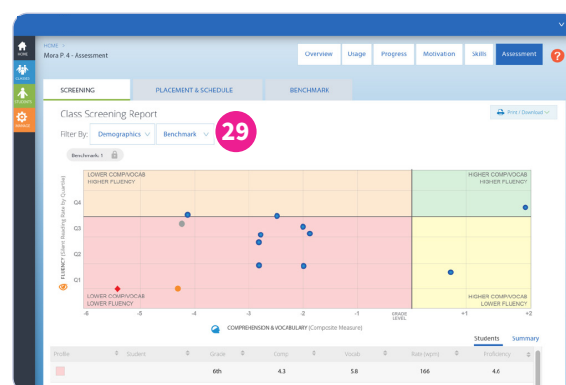 HOME >
Mera P. 4 - Assessment
Overview
Usage
Progress
Motivation
Skills
Assessment
?
HOME
CLASSES
STUDENTS
SCREENING
PLACEMENT & SCHEDULE
BENCHMARK
Class Screening Report
Print / Download
Filter By: Demographics Benchmark
29
Benchmark: 1
LOWER COMP/VOCAB
HIGHER FLUENCY
HIGHER COMP/VOCAB
HIGHER FLUENCY
FLUENCY (Silent Reading Rate by Quartile)
Q4
Q3
Q2
Q1
LOWER COMP/VOCAB
LOWER FLUENCY
HIGHER COMP/VOCAB
LOWER FLUENCY
-6 -5 -4 -3 -2 -1 GRADE LEVEL +1 +2
COMPREHENSION & VOCABULARY (Composite Measure)
Students Summary
Profile Student Grade Comp Vocab Rate (wpm) Proficiency
6th 4.3 5.8 166 4.6